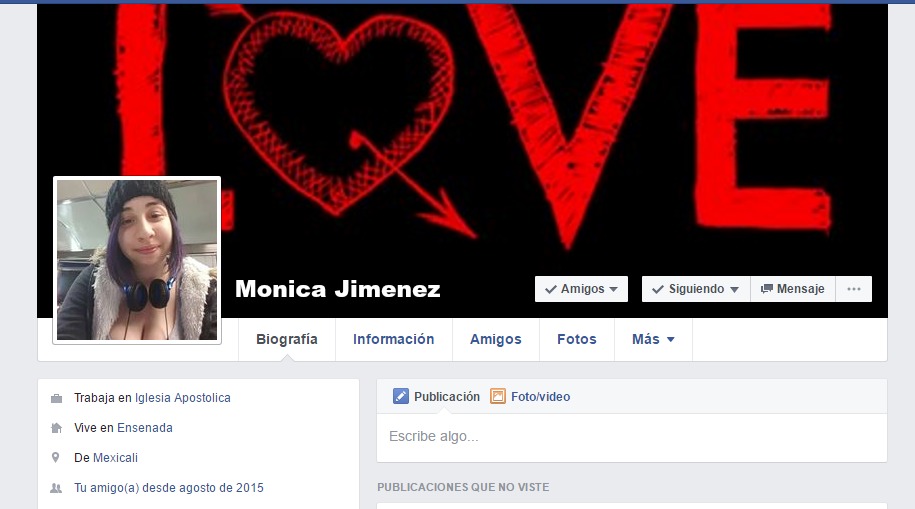 LOVE
Monica Jimenez
Amigos
Siguiendo
Mensaje
Biografía
Información
Amigos
Fotos
Más
Trabaja en Iglesia Apostolica
Vive en Ensenada
De Mexicali
Tu amigo(a) desde agosto de 2015
Publicación
Foto/video
Escribe algo...
PUBLICACIONES QUE NO VISTE